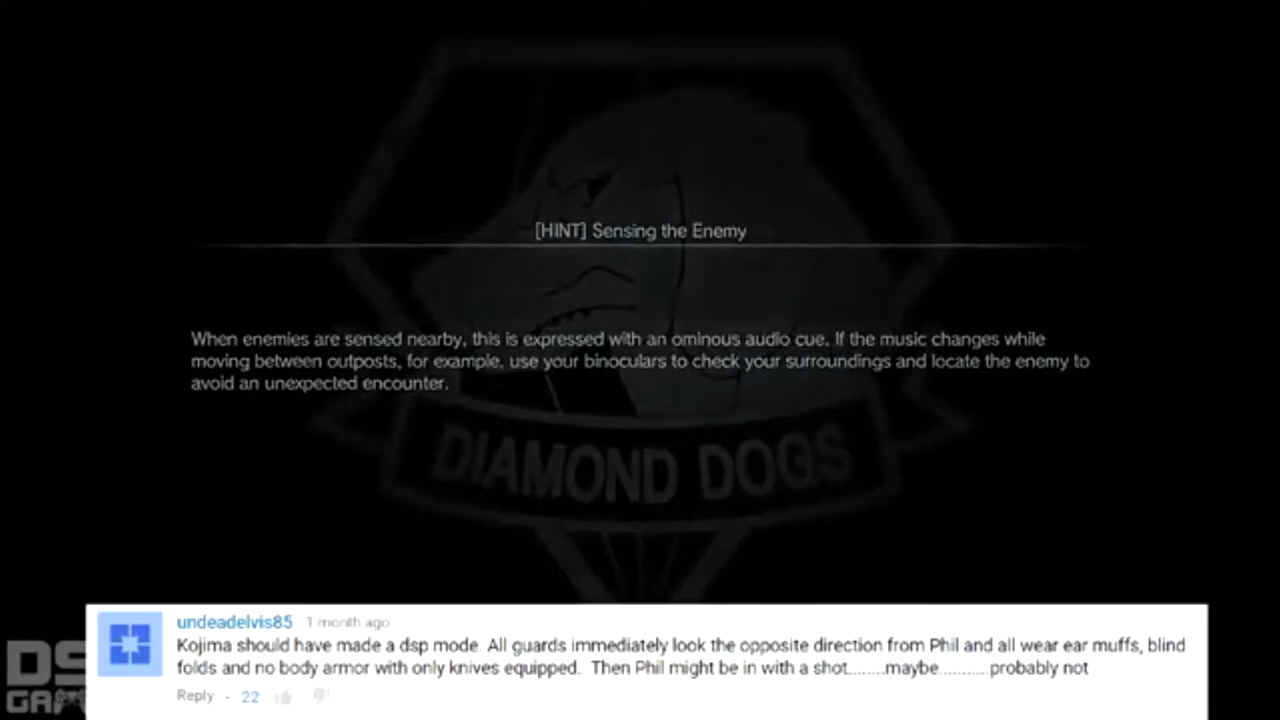 [HINT] Sensing the Enemy
When enemies are sensed nearby, this is expressed with an ominous audio cue. If the music changes while
moving between outposts, for example, use your binoculars to check your surroundings and locate the enemy to
avoid an unexpected encounter.
DIAMOND DOGS
undeadelvis85 1 month ago
Kojima should have made a dsp mode. All guards immediately look the opposite direction from Phil and all wear ear muffs, blind
folds and no body armor with only knives equipped. Then Phil might be in with a shot........maybe...........probably not
Reply · 22
DS
GA